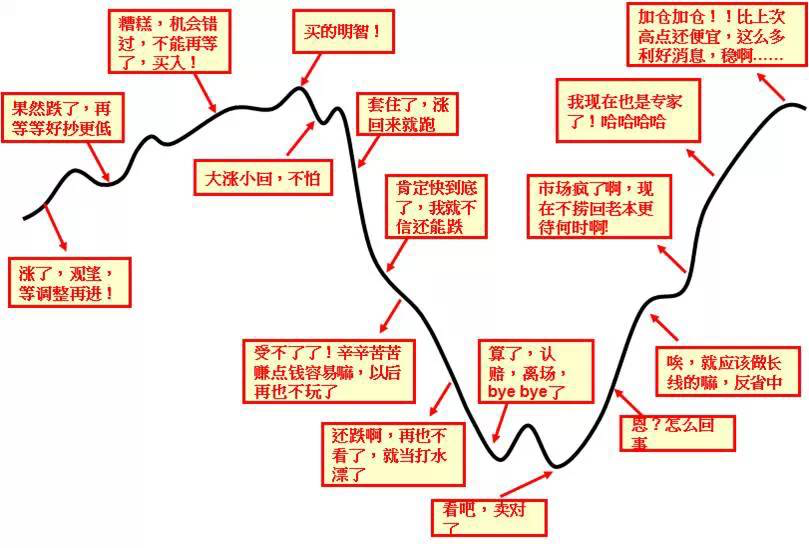 涨了，观望，
等调整再进！
果然跌了，再
等等好抄更低
糟糕，机会错
过，不能再等
了，买入！
买的明智！
大涨小回，不怕
套住了，涨
回来就跑
肯定快到底
了，我就不
信还能跌
受不了了！辛辛苦苦
赚点钱容易嘛，以后
再也不玩了
还跌啊，再也不
看了，就当打水
漂了
算了，认
赔，离场，
bye bye了
看吧，卖对
了
恩？怎么回
事
唉，就应该做长
线的嘛，反省中
市场疯了啊，现
在不捞回老本更
待何时啊!
我现在也是专家
了！哈哈哈哈
加仓加仓！！比上次
高点还便宜，这么多
利好消息，稳啊……